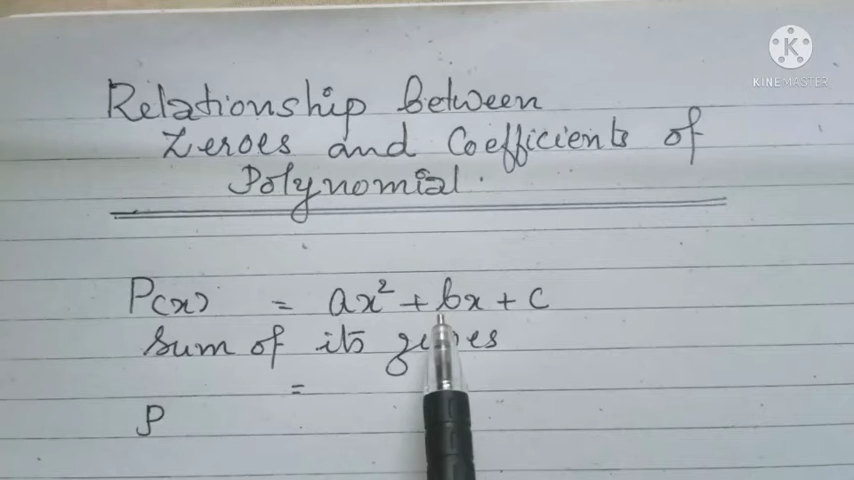 KINEMASTER
Relationship between
zeroes and Coefficients of
Polynomial.
P(x) = ax² + bx + c
Sum of its
=
P